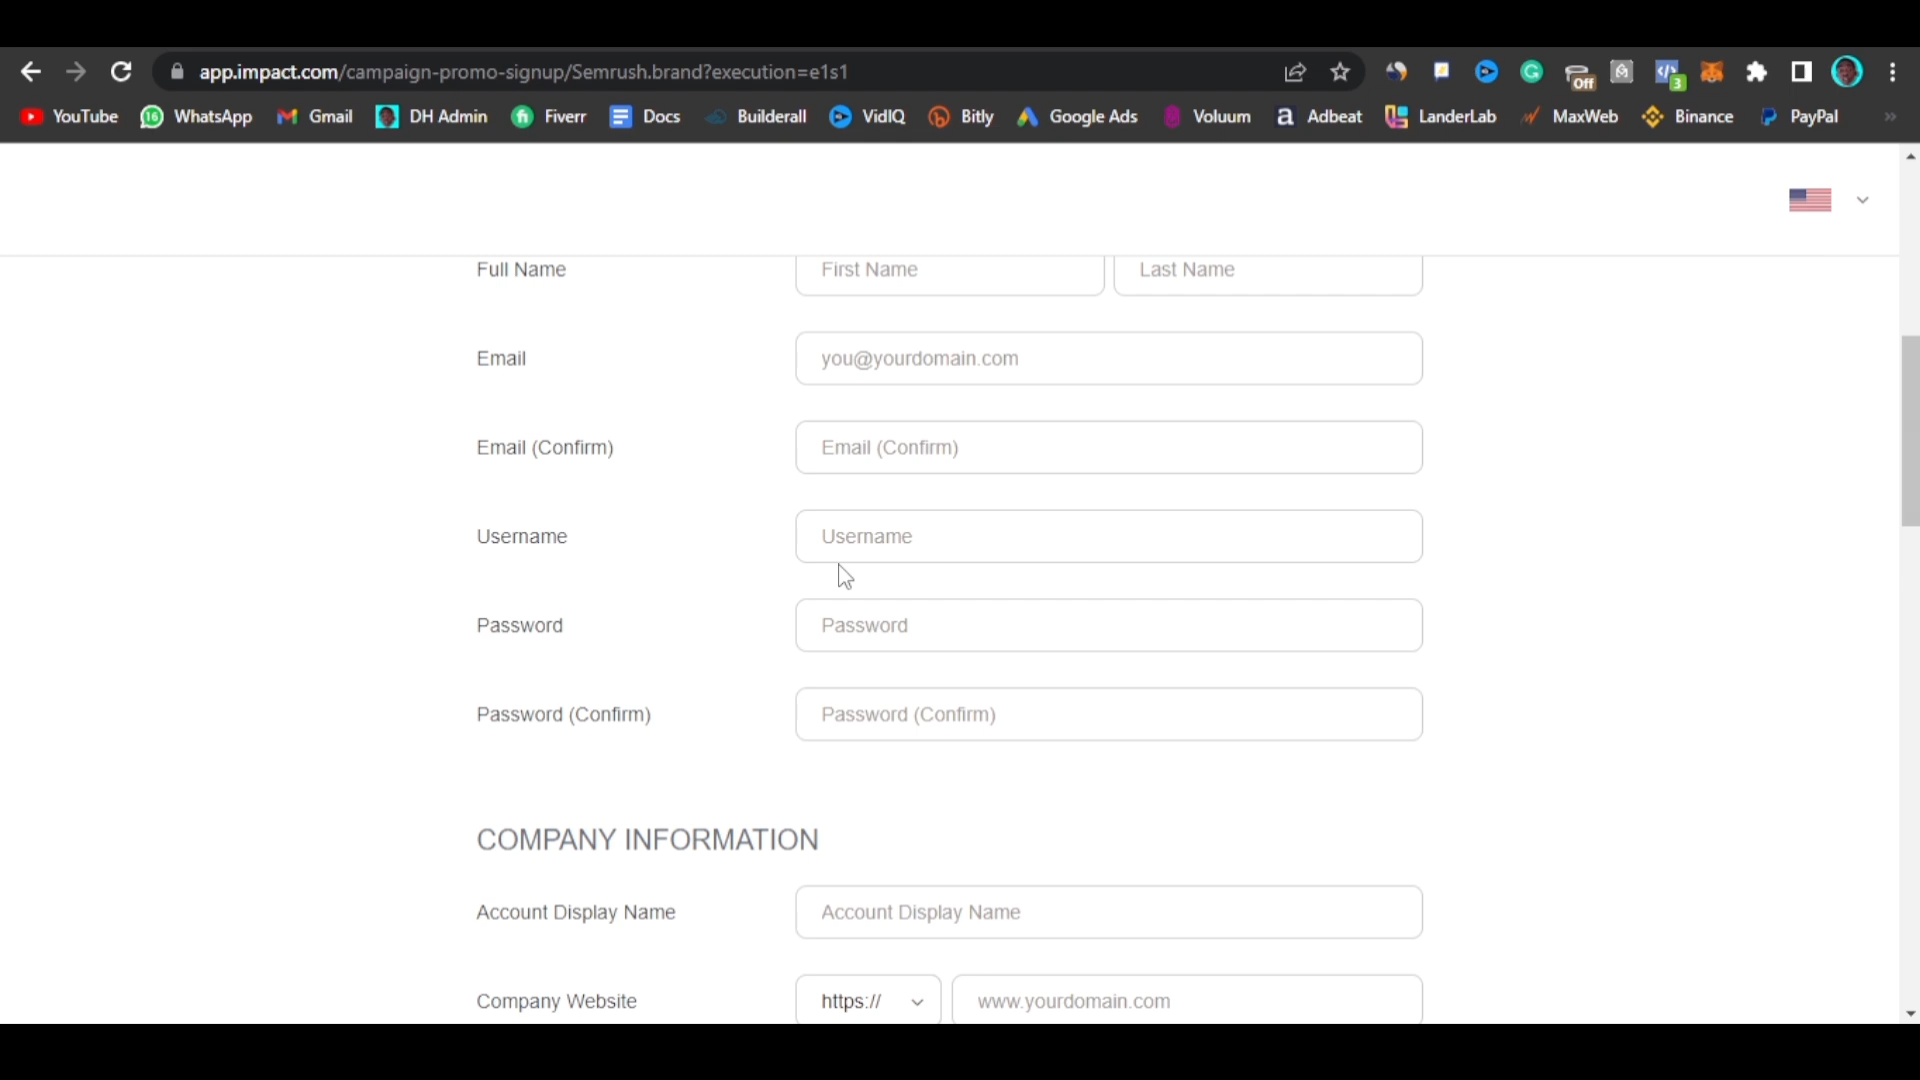 app.impact.com/campaign-promo-signup/Semrush.brand?execution=e1s1
Off
3
YouTube
16
WhatsApp
Gmail
DH Admin
Fiverr
Docs
Builderall
VidIQ
Bitly
Google Ads
Voluum
Adbeat
LanderLab
MaxWeb
Binance
PayPal
»
Full Name
First Name
Last Name
Email
you@yourdomain.com
Email (Confirm)
Email (Confirm)
Username
Username
Password
Password
Password (Confirm)
Password (Confirm)
COMPANY INFORMATION
Account Display Name
Account Display Name
Company Website
https://
www.yourdomain.com